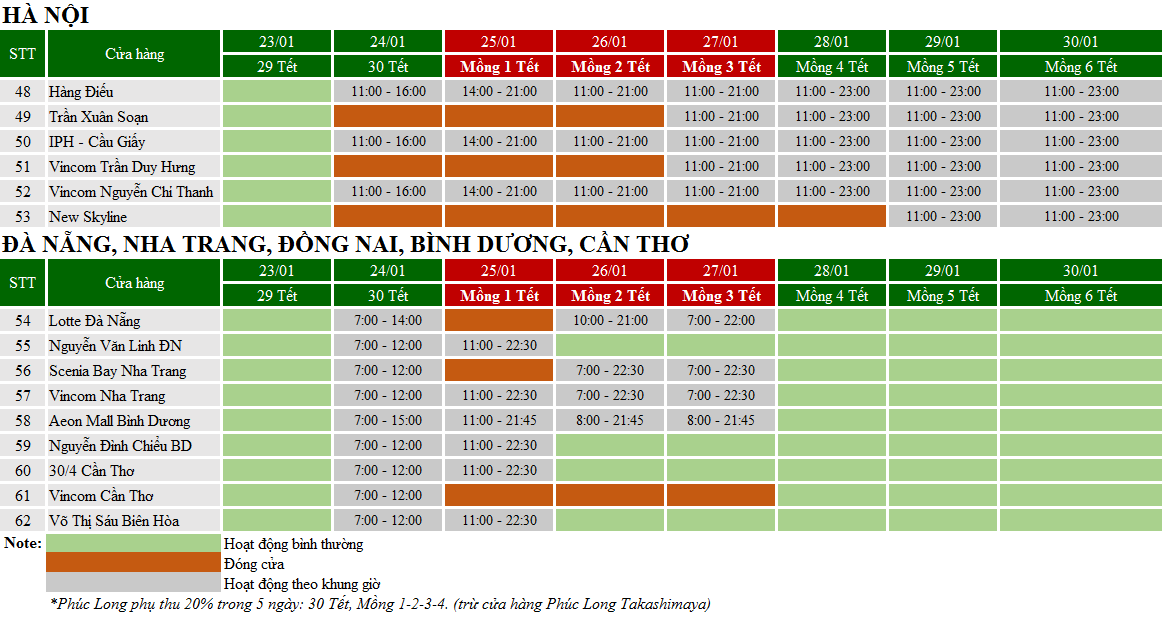 HÀ NỘI
STT Cửa hàng 23/01 24/01 25/01 26/01 27/01 28/01 29/01 30/01
29 Tết 30 Tết Mồng 1 Tết Mồng 2 Tết Mồng 3 Tết Mồng 4 Tết Mồng 5 Tết Mồng 6 Tết
48 Hàng Điếu 11:00 - 16:00 14:00 - 21:00 11:00 - 21:00 11:00 - 21:00 11:00 - 23:00 11:00 - 23:00 11:00 - 23:00
49 Trần Xuân Soạn 11:00 - 21:00 11:00 - 23:00 11:00 - 23:00 11:00 - 23:00
50 IPH - Cầu Giấy 11:00 - 16:00 14:00 - 21:00 11:00 - 21:00 11:00 - 21:00 11:00 - 23:00 11:00 - 23:00 11:00 - 23:00
51 Vincom Trần Duy Hưng 11:00 - 21:00 11:00 - 23:00 11:00 - 23:00 11:00 - 23:00
52 Vincom Nguyễn Chí Thanh 11:00 - 16:00 14:00 - 21:00 11:00 - 21:00 11:00 - 21:00 11:00 - 23:00 11:00 - 23:00 11:00 - 23:00
53 New Skyline 11:00 - 23:00 11:00 - 23:00
ĐÀ NẴNG, NHA TRANG, ĐỒNG NAI, BÌNH DƯƠNG, CẦN THƠ
STT Cửa hàng 23/01 24/01 25/01 26/01 27/01 28/01 29/01 30/01
29 Tết 30 Tết Mồng 1 Tết Mồng 2 Tết Mồng 3 Tết Mồng 4 Tết Mồng 5 Tết Mồng 6 Tết
54 Lotte Đà Nẵng 7:00 - 14:00 10:00 - 21:00 7:00 - 22:00
55 Nguyễn Văn Linh ĐN 7:00 - 12:00 11:00 - 22:30
56 Scenia Bay Nha Trang 7:00 - 12:00 7:00 - 22:30 7:00 - 22:30
57 Vincom Nha Trang 7:00 - 12:00 11:00 - 22:30 7:00 - 22:30 7:00 - 22:30
58 Aeon Mall Bình Dương 7:00 - 15:00 11:00 - 21:45 8:00 - 21:45 8:00 - 21:45
59 Nguyễn Đình Chiểu BD 7:00 - 12:00 11:00 - 22:30
60 30/4 Cần Thơ 7:00 - 12:00 11:00 - 22:30
61 Vincom Cần Thơ 7:00 - 12:00
62 Võ Thị Sáu Biên Hòa 7:00 - 12:00 11:00 - 22:30
Note: Hoạt động bình thường
Đóng cửa
Hoạt động theo khung giờ
*Phúc Long phụ thu 20% trong 5 ngày: 30 Tết, Mồng 1-2-3-4. (trừ cửa hàng Phúc Long Takashimaya)